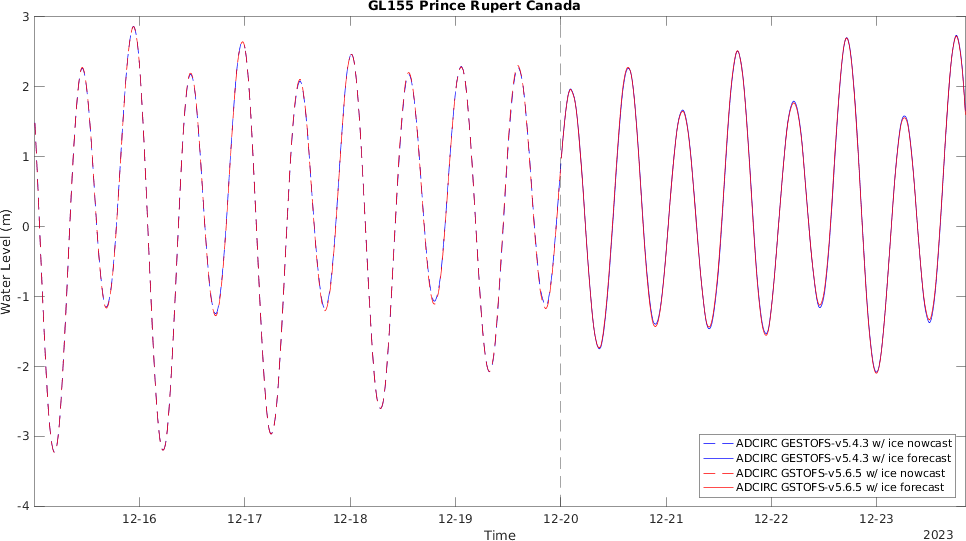 GL155 Prince Rupert Canada
3
2
1
0
-1
-2
-3
-4
Water Level (m)
12-16
12-17
12-18
12-19
12-20
12-21
12-22
12-23
Time
2023
ADCIRC GESTOFS-v5.4.3 w/ ice nowcast
ADCIRC GESTOFS-v5.4.3 w/ ice forecast
ADCIRC GSTOFS-v5.6.5 w/ ice nowcast
ADCIRC GSTOFS-v5.6.5 w/ ice forecast